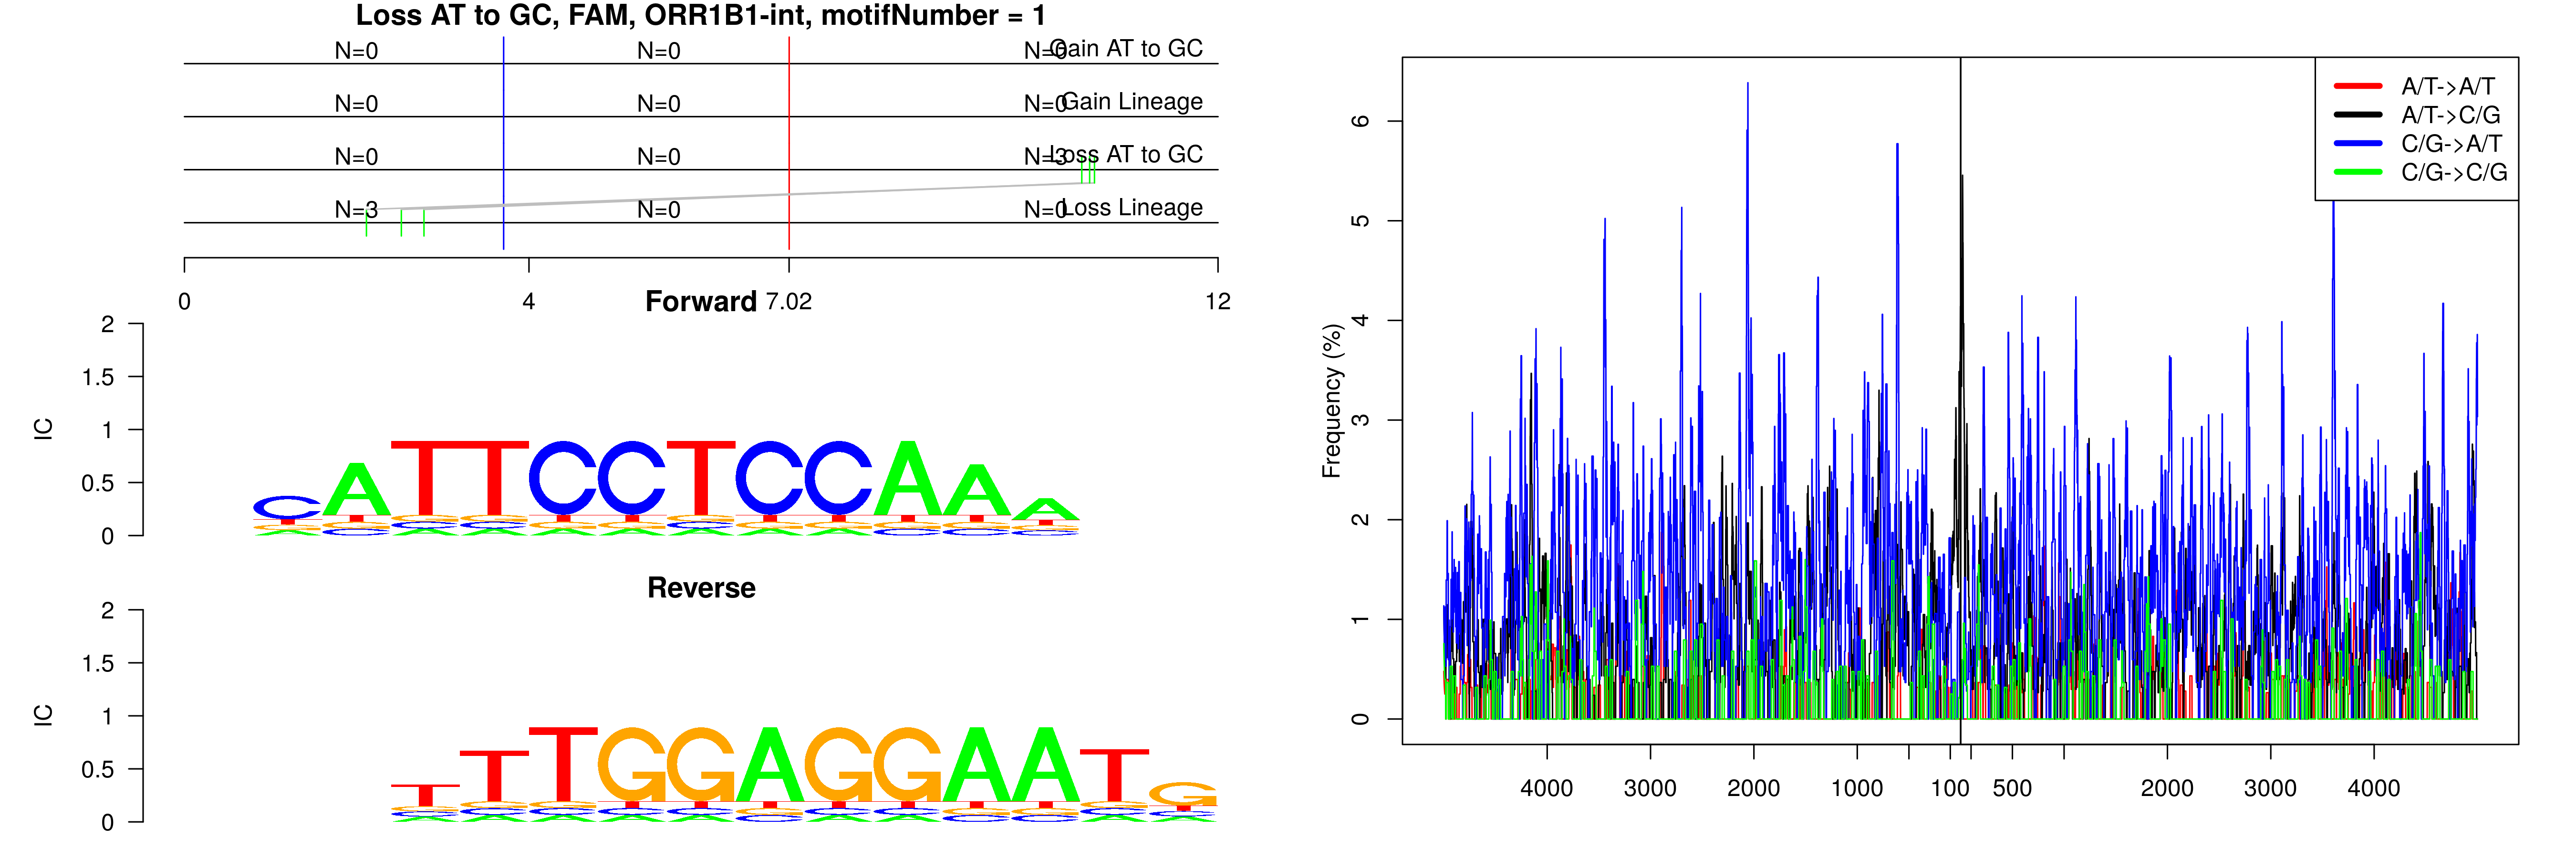 Loss AT to GC, FAM, ORR1B1-int, motifNumber = 1
N=0 N=0 N=0 Gain AT to GC
N=0 N=0 N=0 Gain Lineage
N=0 N=0 N=3 Loss AT to GC
N=3 N=0 N=0 Loss Lineage
0 4 7.02 12
Forward
IC
2
1.5
1
0.5
0
CATTCCTCCAAA
Reverse
IC
2
1.5
1
0.5
0
TTTGGAGGAATG
A/T->A/T
A/T->C/G
C/G->A/T
C/G->C/G
Frequency (%)
6
5
4
3
2
1
0
4000 3000 2000 1000 100 500 2000 3000 4000